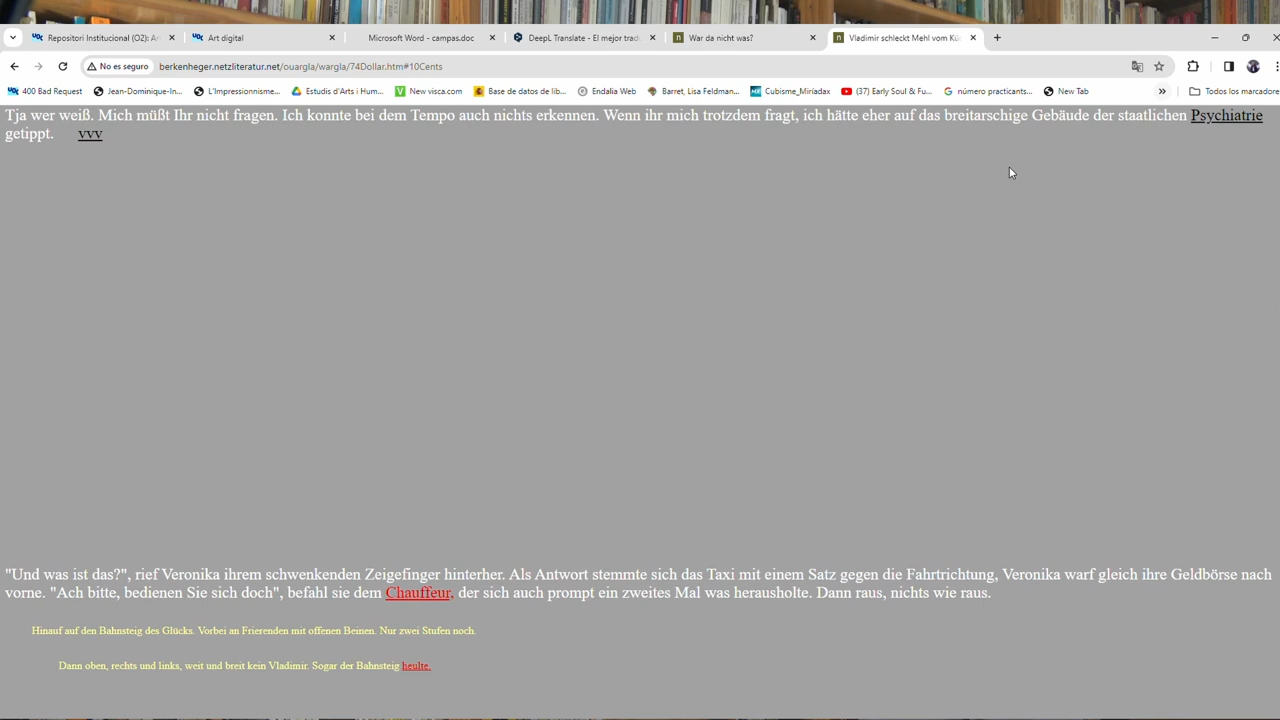 Repositori Institucional (O2): Ar
Art digital
Microsoft Word - campas.doc
DeepL Translate - El mejor trad
War da nicht was?
Vladimir schleckt Mehl vom Kü
No es seguro
berkenheger.netzliteratur.net/ouargla/wargla/74Dollar.htm#10Cents
400 Bad Request
Jean-Dominique-In...
L'Impressionnisme...
Estudis d'Arts i Hum...
New visca.com
Base de datos de lib...
Endalia Web
Barret, Lisa Feldman...
Cubisme_Miríadax
(37) Early Soul & Fu...
número practicants...
New Tab
Todos los marcadore
Tja wer weiß. Mich müßt Ihr nicht fragen. Ich konnte bei dem Tempo auch nichts erkennen. Wenn ihr mich trotzdem fragt, ich hätte eher auf das breitarschige Gebäude der staatlichen Psychiatrie
getippt. vvv
"Und was ist das?", rief Veronika ihrem schwenkenden Zeigefinger hinterher. Als Antwort stemmte sich das Taxi mit einem Satz gegen die Fahrtrichtung, Veronika warf gleich ihre Geldbörse nach
vorne. "Ach bitte, bedienen Sie sich doch", befahl sie dem Chauffeur, der sich auch prompt ein zweites Mal was herausholte. Dann raus, nichts wie raus.
Hinauf auf den Bahnsteig des Glücks. Vorbei an Frierenden mit offenen Beinen. Nur zwei Stufen noch.
Dann oben, rechts und links, weit und breit kein Vladimir. Sogar der Bahnsteig heulte.